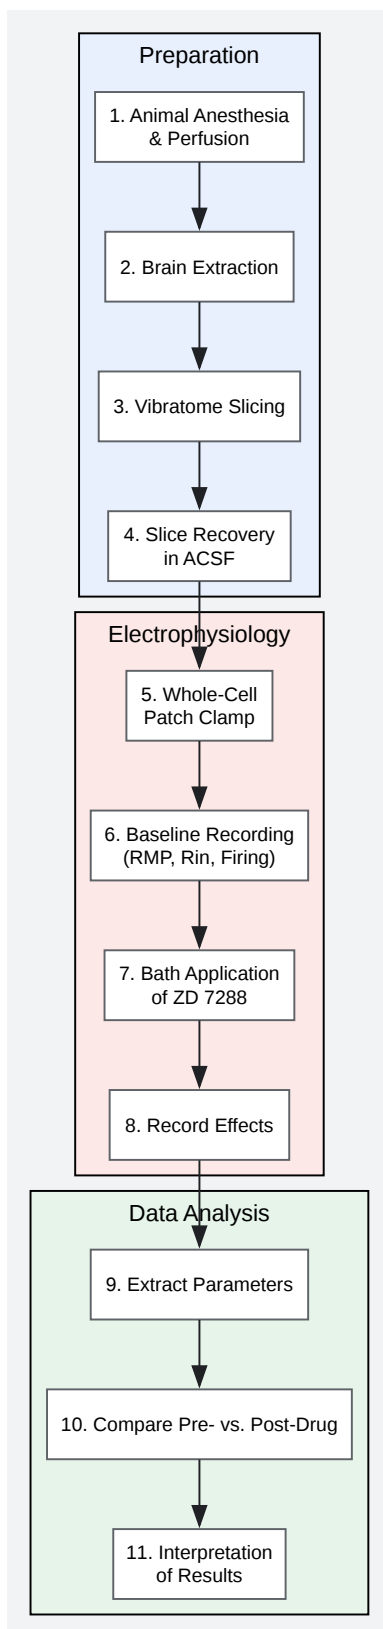 Preparation
1. Animal Anesthesia
& Perfusion
2. Brain Extraction
3. Vibratome Slicing
4. Slice Recovery
in ACSF
Electrophysiology
5. Whole-Cell
Patch Clamp
6. Baseline Recording
(RMP, Rin, Firing)
7. Bath Application
of ZD 7288
8. Record Effects
Data Analysis
9. Extract Parameters
10. Compare Pre- vs. Post-Drug
11. Interpretation
of Results